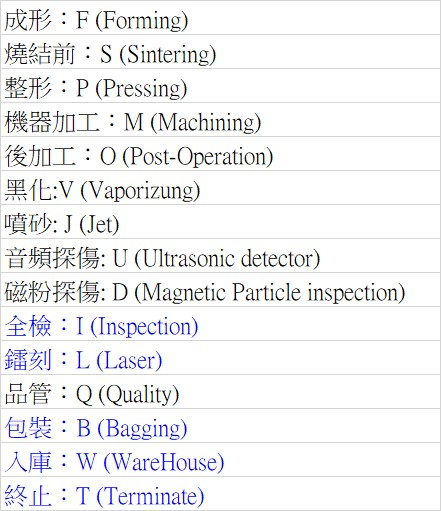 成形：F (Forming)
燒結前：S (Sintering)
整形：P (Pressing)
機器加工：M (Machining)
後加工：O (Post-Operation)
黑化:V (Vaporizung)
噴砂: J (Jet)
音頻探傷: U (Ultrasonic detector)
磁粉探傷: D (Magnetic Particle inspection)
全檢：I (Inspection)
鐳刻：L (Laser)
品管：Q (Quality)
包裝：B (Bagging)
入庫：W (WareHouse)
終止：T (Terminate)